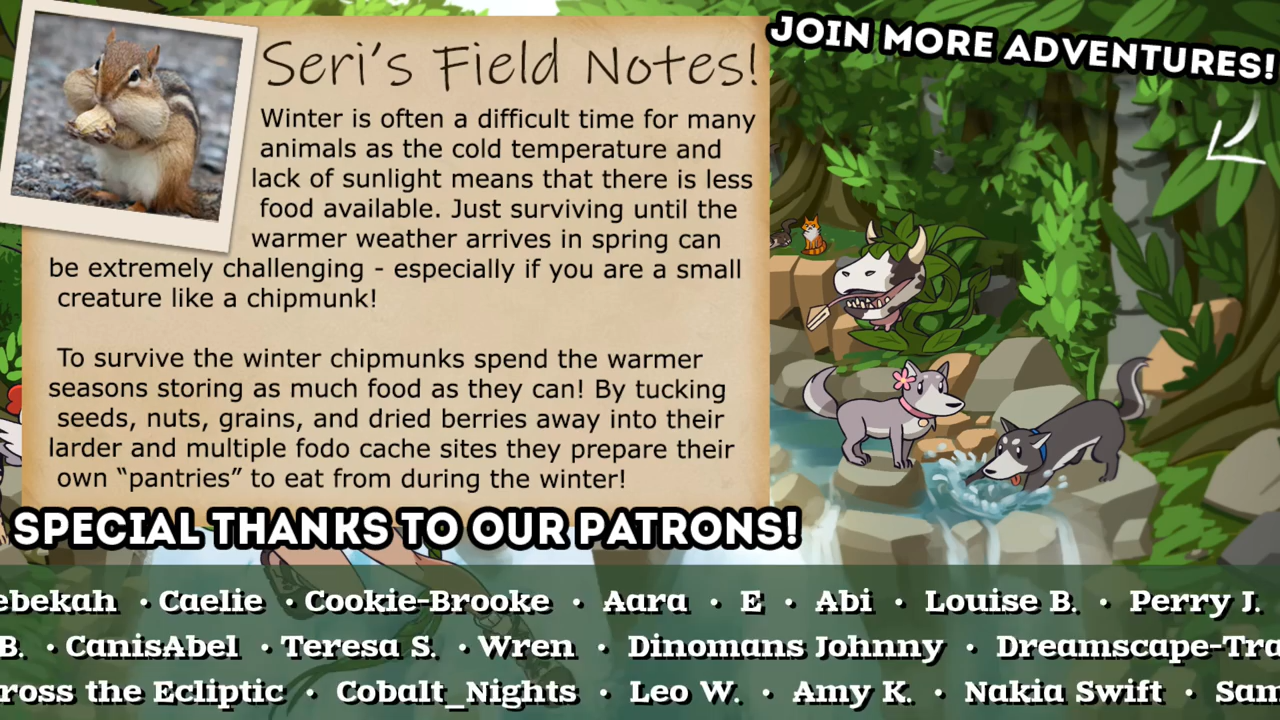 Seri's Field Notes!
JOIN MORE ADVENTURES!
Winter is often a difficult time for many
animals as the cold temperature and
lack of sunlight means that there is less
food available. Just surviving until the
warmer weather arrives in spring can
be extremely challenging - especially if you are a small
creature like a chipmunk!
To survive the winter chipmunks spend the warmer
seasons storing as much food as they can! By tucking
seeds, nuts, grains, and dried berries away into their
larder and multiple fodo cache sites they prepare their
own “pantries” to eat from during the winter!
SPECIAL THANKS TO OUR PATRONS!
ebekah • Caelie • Cookie-Brooke • Aara • E • Abi • Louise B. • Perry J.
B. • CanisAbel • Teresa S. • Wren • Dinomans Johnny • Dreamscape-Tra
ross the Ecliptic • Cobalt_Nights • Leo W. • Amy K. • Nakia Swift • Sam